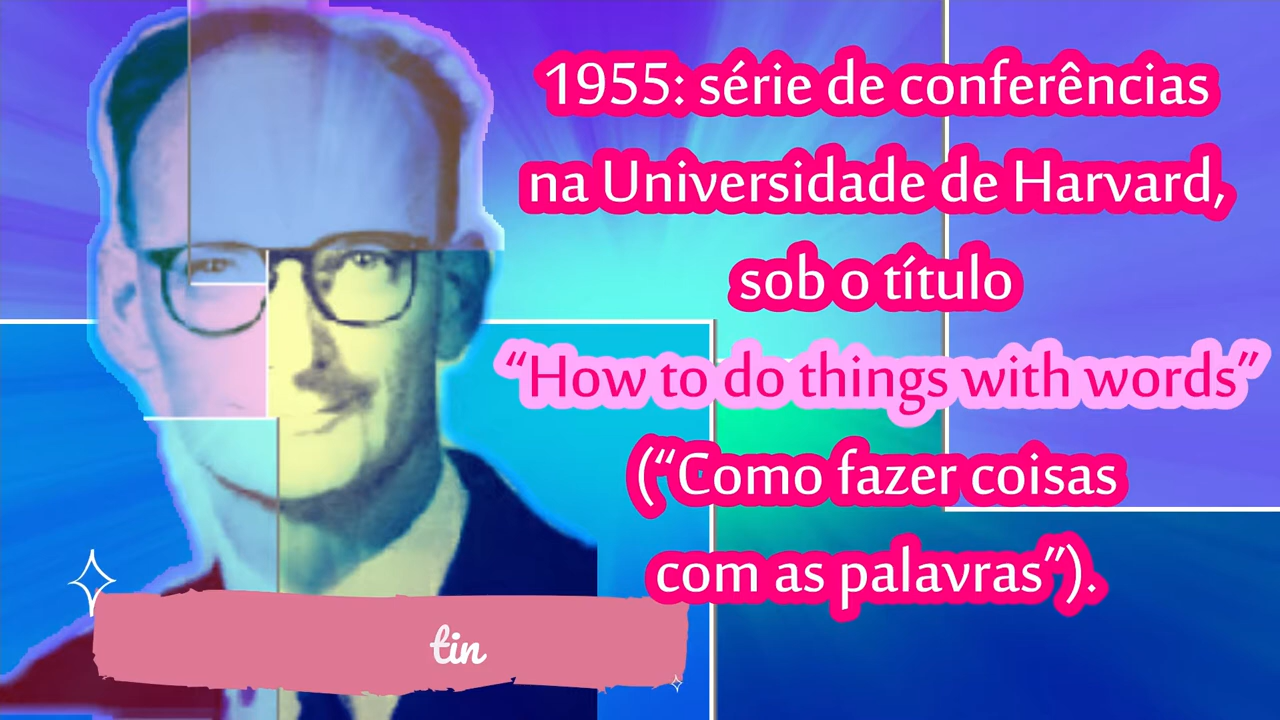 1955: série de conferências
na Universidade de Harvard,
sob o título
“How to do things with words”
(“Como fazer coisas
com as palavras”).
tin